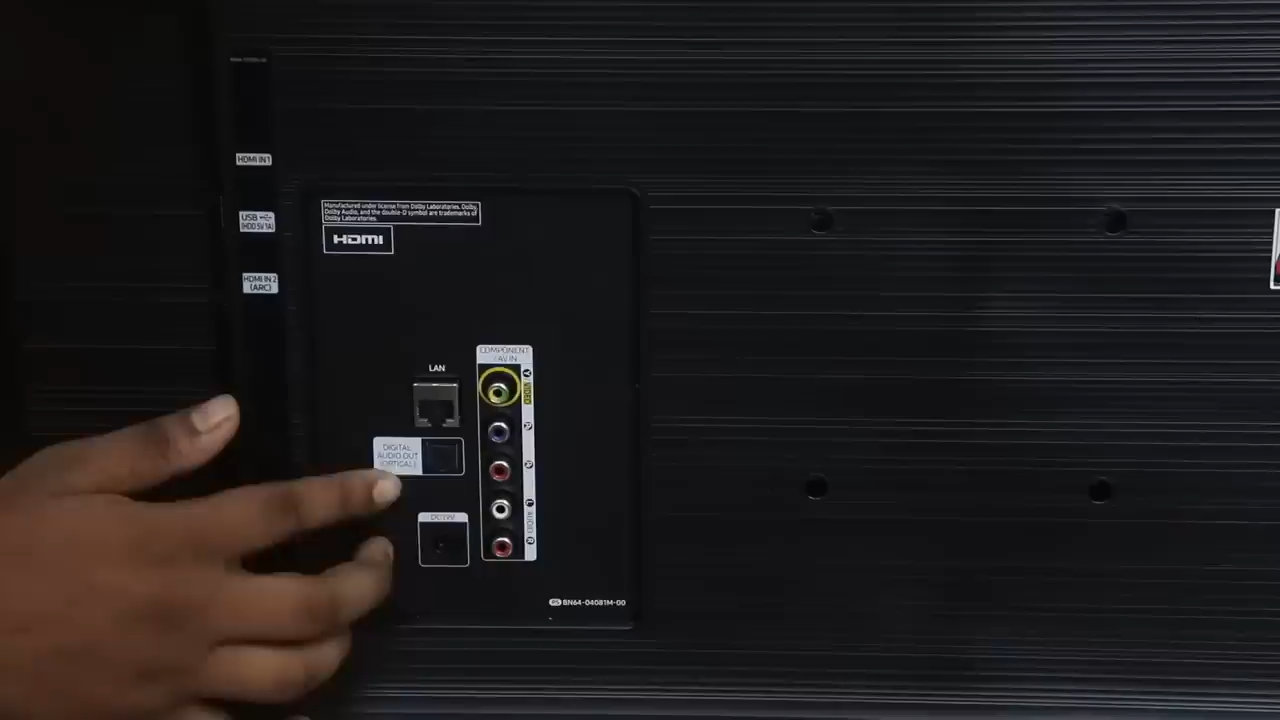 HDMI IN 1
USB
(HDD 5V 1A)
HDMI IN 2
(ARC)
Manufactured under license from Dolby Laboratories. Dolby,
Dolby Audio, and the double-D symbol are trademarks of
Dolby Laboratories.
HDMI
LAN
COMPONENT
/ AV IN
Y
VIDEO
DIGITAL
AUDIO OUT
(OPTICAL)
L
AUDIO
R
DC 19V
BN64-04081M-00